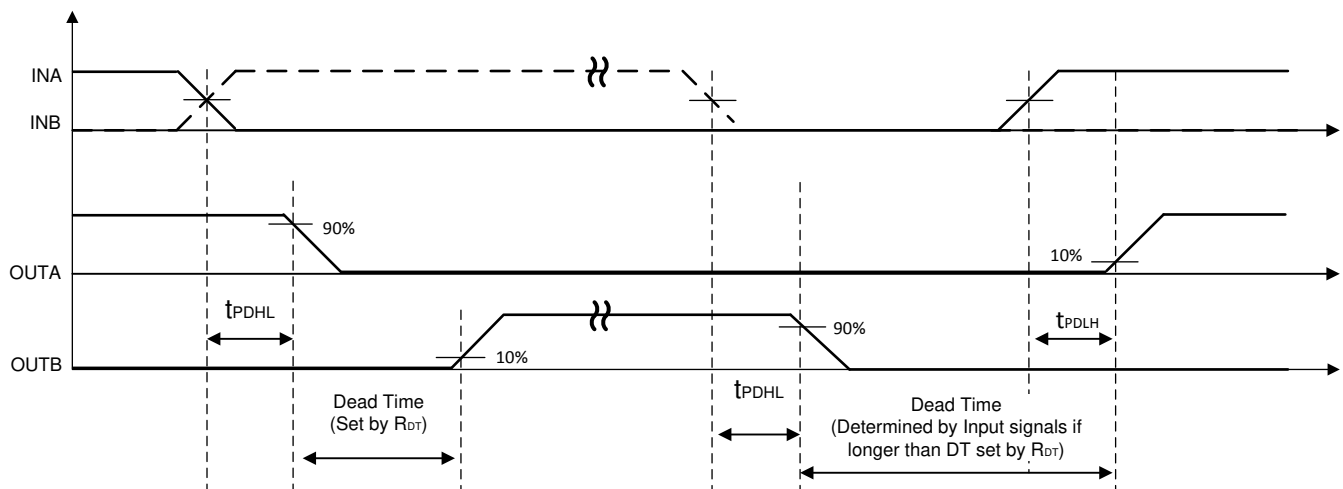 INA
INB
OUTA
90%
10%
tPDHL
tPDLH
OUTB
10%
90%
tPDHL
Dead Time
(Set by RDT)
Dead Time
(Determined by Input signals if
longer than DT set by RDT)